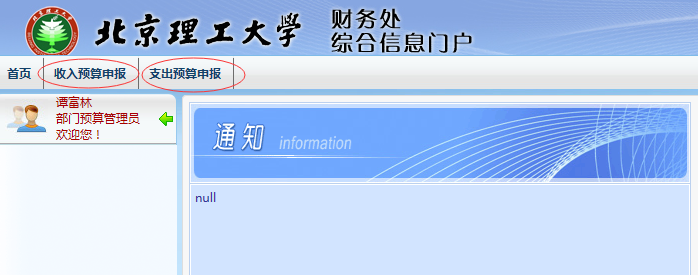 北京理工大学
财务处
综合信息门户
首页 收入预算申报 支出预算申报
谭富林
部门预算管理员
欢迎您！
通知 information
null